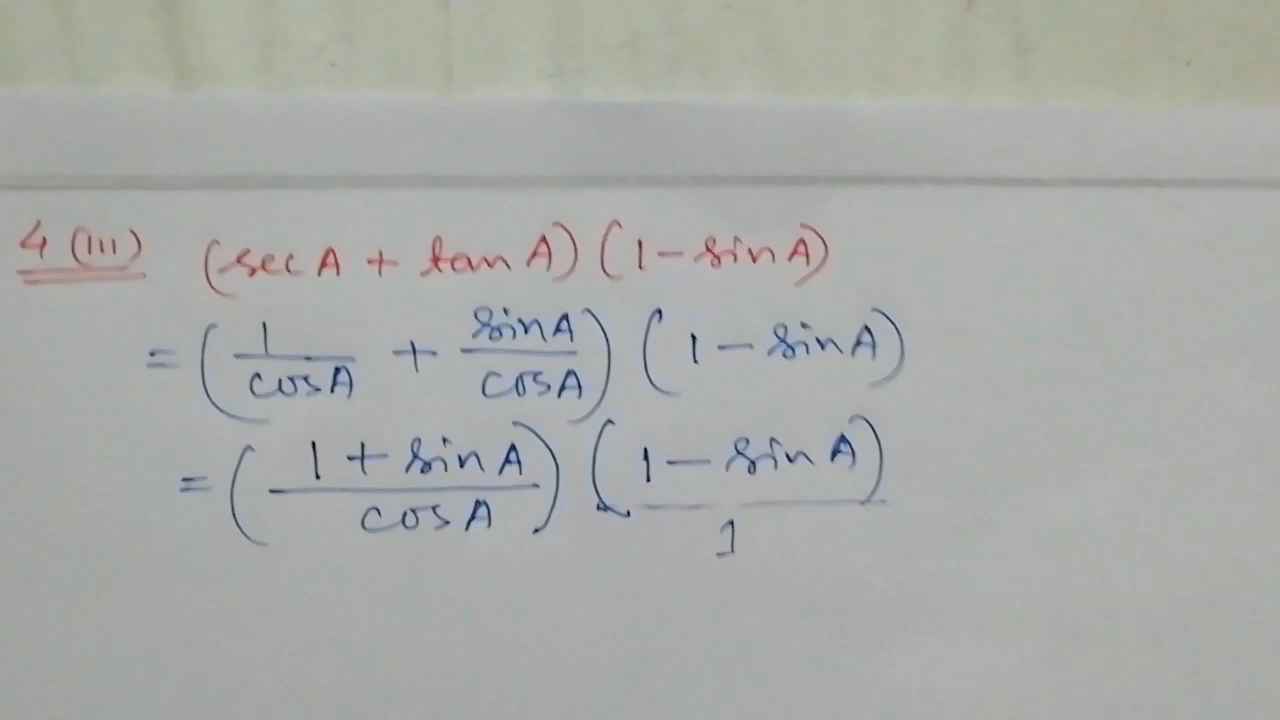 4 (III) (sec A + tan A) (1 - sin A)
= (1/cos A + sin A/cos A) (1 - sin A)
= (1 + sin A/cos A) (1 - sin A)/1